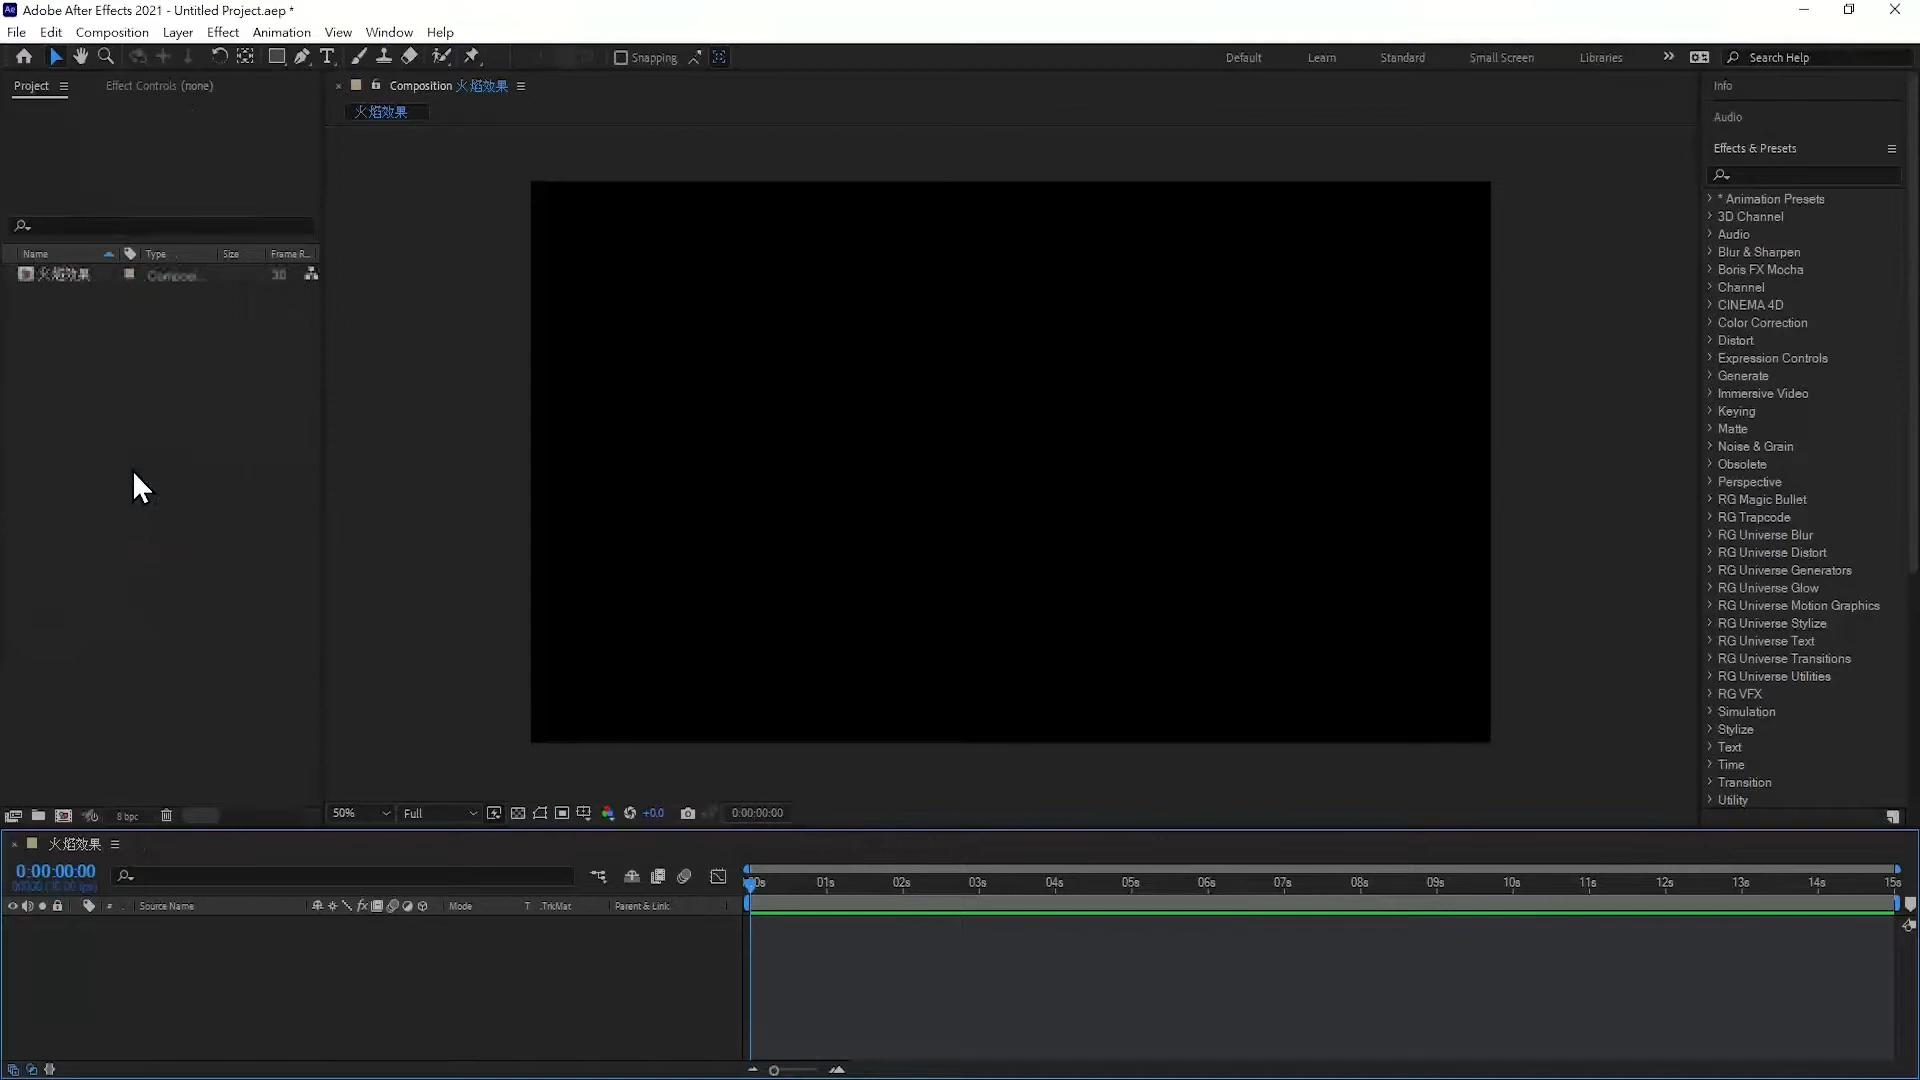 Adobe After Effects 2021 - Untitled Project.aep *
File Edit Composition Layer Effect Animation View Window Help
Snapping
Default Learn Standard Small Screen Libraries
Search Help
Project
Effect Controls (none)
Composition 火焰效果
火焰效果
Name Type Size Frame R...
火焰效果 Composi... 30
8 bpc
50% Full +0.0 0:00:00:00
Info
Audio
Effects & Presets
* Animation Presets
3D Channel
Audio
Blur & Sharpen
Boris FX Mocha
Channel
CINEMA 4D
Color Correction
Distort
Expression Controls
Generate
Immersive Video
Keying
Matte
Noise & Grain
Obsolete
Perspective
RG Magic Bullet
RG Trapcode
RG Universe Blur
RG Universe Distort
RG Universe Generators
RG Universe Glow
RG Universe Motion Graphics
RG Universe Stylize
RG Universe Text
RG Universe Transitions
RG Universe Utilities
RG VFX
Simulation
Stylize
Text
Time
Transition
Utility
火焰效果
0:00:00:00
00000 (30.00 fps)
01s 02s 03s 04s 05s 06s 07s 08s 09s 10s 11s 12s 13s 14s 15s
# Source Name fx Mode T .TrkMat Parent & Link